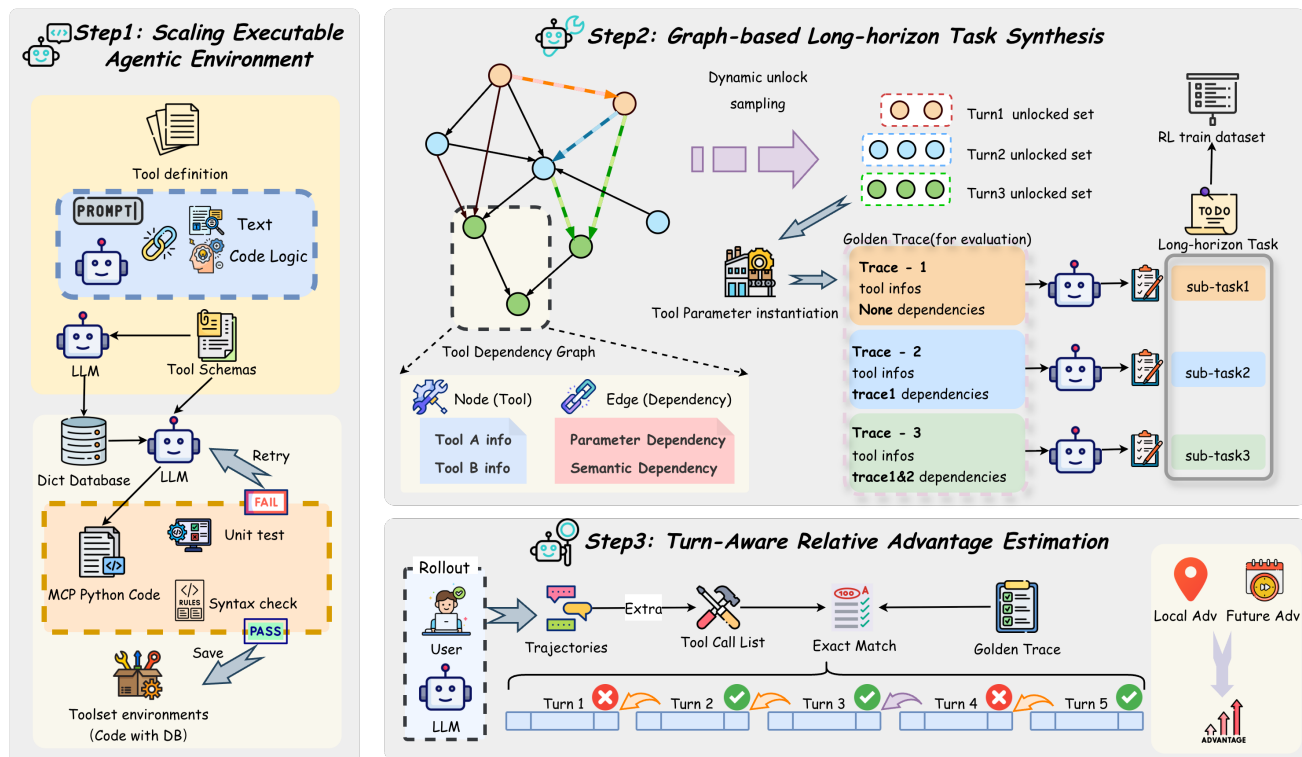 Step1: Scaling Executable
Agentic Environment
Tool definition
PROMPT
Text
Code Logic
LLM
Tool Schemas
Dict Database
LLM
Retry
FAIL
Unit test
MCP Python Code
RULES
Syntax check
PASS
Save
Toolset environments
(Code with DB)
Step2: Graph-based Long-horizon Task Synthesis
Dynamic unlock
sampling
Turn1 unlocked set
Turn2 unlocked set
Turn3 unlocked set
RL train dataset
TO DO
Long-horizon Task
Golden Trace(for evaluation)
Tool Parameter instantiation
Trace - 1
tool infos
None dependencies
sub-task1
Trace - 2
tool infos
trace1 dependencies
sub-task2
Trace - 3
tool infos
trace1&2 dependencies
sub-task3
Tool Dependency Graph
Node (Tool)
Edge (Dependency)
Tool A info
Tool B info
Parameter Dependency
Semantic Dependency
Step3: Turn-Aware Relative Advantage Estimation
Rollout
User
LLM
Trajectories
Extra
Tool Call List
100 A
Exact Match
Golden Trace
Turn 1
Turn 2
Turn 3
Turn 4
Turn 5
Local Adv
Future Adv
ADVANTAGE